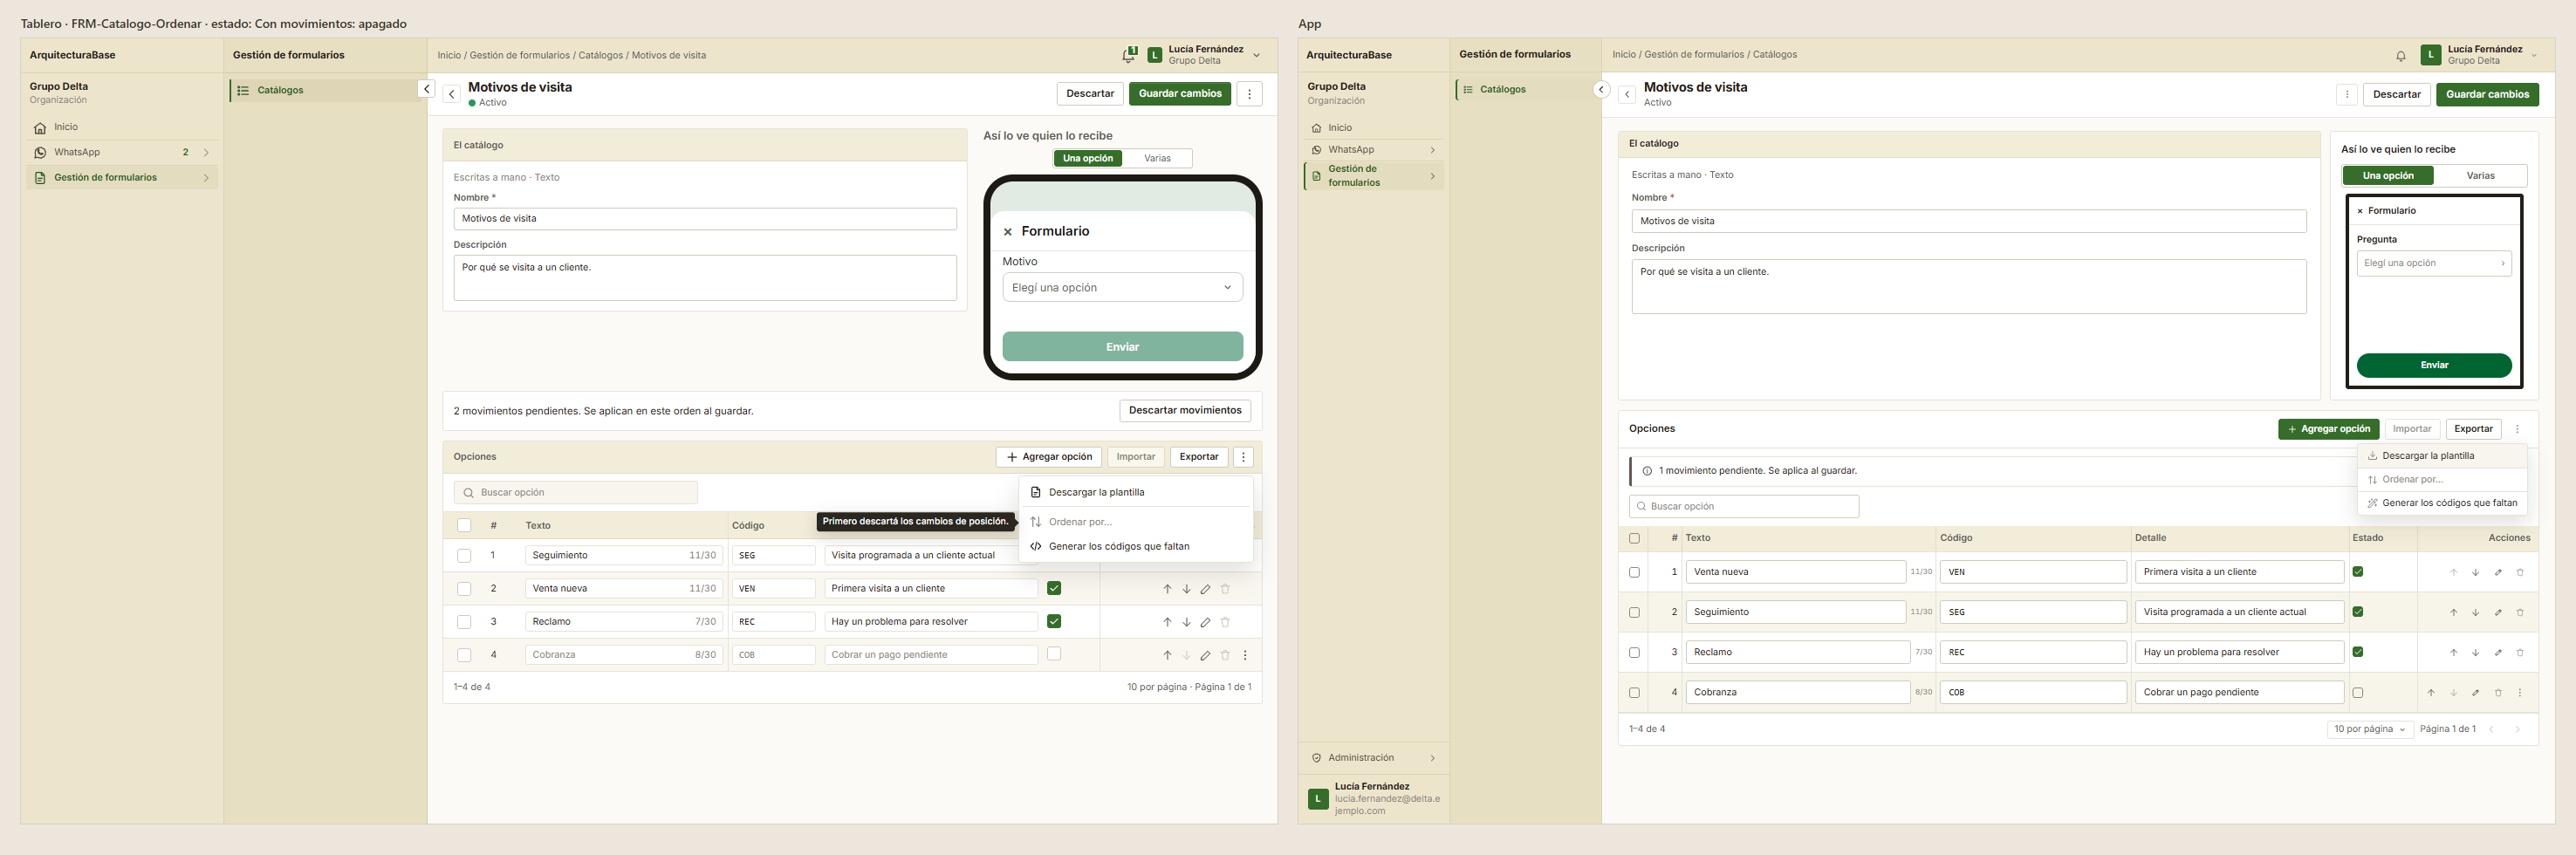 Tablero · FRM-Catalogo-Ordenar · estado: Con movimientos: apagado
ArquitecturaBase
Grupo Delta
Organización
Inicio
WhatsApp 2
Gestión de formularios
Gestión de formularios
Catálogos
Inicio / Gestión de formularios / Catálogos / Motivos de visita
1
L
Lucía Fernández
Grupo Delta
Motivos de visita
Activo
Descartar
Guardar cambios
El catálogo
Escritas a mano · Texto
Nombre *
Motivos de visita
Descripción
Por qué se visita a un cliente.
Así lo ve quien lo recibe
Una opción
Varias
× Formulario
Motivo
Elegí una opción
Enviar
2 movimientos pendientes. Se aplican en este orden al guardar.
Descartar movimientos
Opciones
+ Agregar opción
Importar
Exportar
Buscar opción
Descargar la plantilla
Ordenar por...
Generar los códigos que faltan
Primero descartá los cambios de posición.
# Texto Código
1 Seguimiento 11/30 SEG Visita programada a un cliente actual
2 Venta nueva 11/30 VEN Primera visita a un cliente
3 Reclamo 7/30 REC Hay un problema para resolver
4 Cobranza 8/30 COB Cobrar un pago pendiente
1–4 de 4
10 por página · Página 1 de 1
App
ArquitecturaBase
Grupo Delta
Organización
Inicio
WhatsApp
Gestión de
formularios
Administración
L
Lucía Fernández
lucia.fernandez@delta.e
jemplo.com
Gestión de formularios
Catálogos
Inicio / Gestión de formularios / Catálogos
L
Lucía Fernández
Grupo Delta
Motivos de visita
Activo
Descartar
Guardar cambios
El catálogo
Escritas a mano · Texto
Nombre *
Motivos de visita
Descripción
Por qué se visita a un cliente.
Así lo ve quien lo recibe
Una opción
Varias
× Formulario
Pregunta
Elegí una opción
Enviar
Opciones
+ Agregar opción
Importar
Exportar
1 movimiento pendiente. Se aplica al guardar.
Descargar la plantilla
Ordenar por...
Generar los códigos que faltan
Buscar opción
# Texto Código Detalle Estado Acciones
1 Venta nueva 11/30 VEN Primera visita a un cliente
2 Seguimiento 11/30 SEG Visita programada a un cliente actual
3 Reclamo 7/30 REC Hay un problema para resolver
4 Cobranza 8/30 COB Cobrar un pago pendiente
1–4 de 4
10 por página
Página 1 de 1